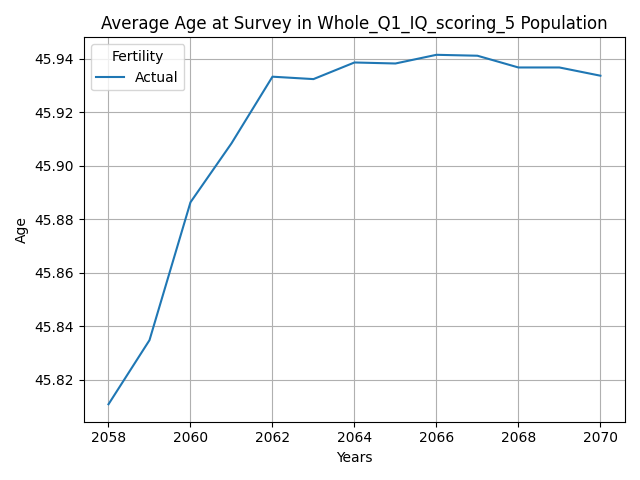 Average Age at Survey in Whole_Q1_IQ_scoring_5 Population
Fertility
Actual
45.94
45.92
45.90
45.88
45.86
45.84
45.82
Age
2058 2060 2062 2064 2066 2068 2070
Years